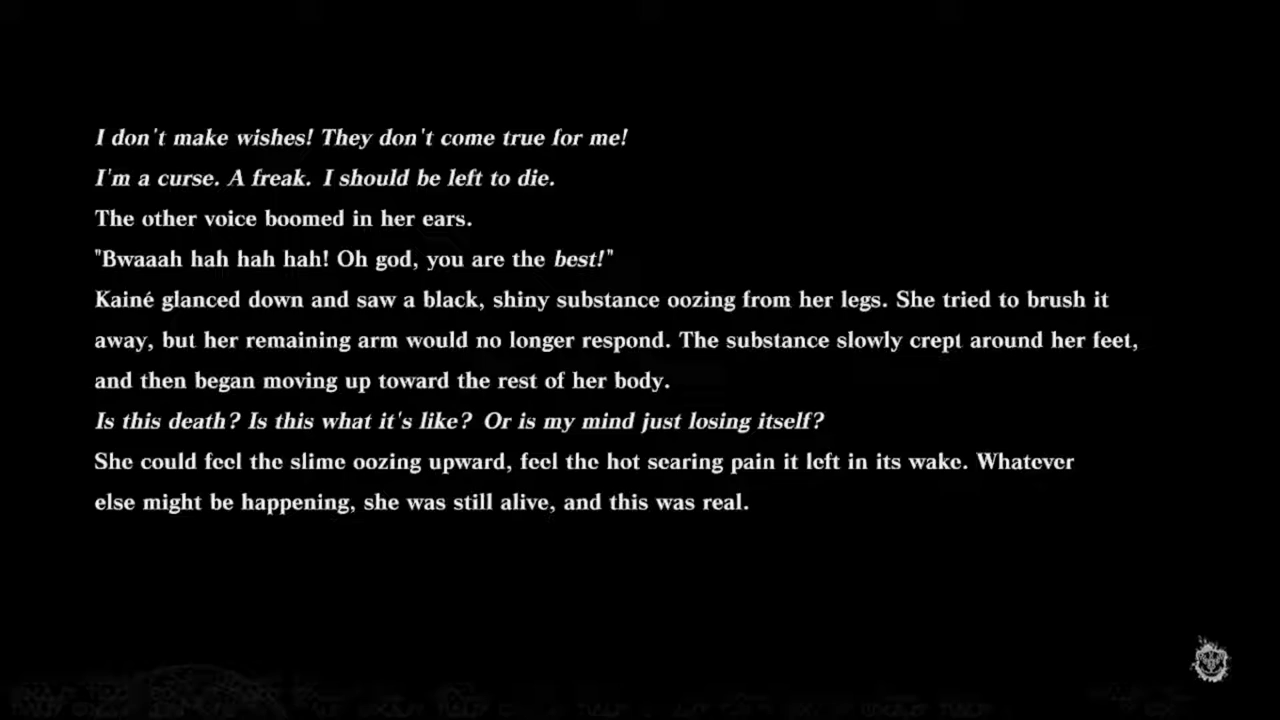 I don't make wishes! They don't come true for me!
I'm a curse. A freak. I should be left to die.
The other voice boomed in her ears.
"Bwaaah hah hah hah! Oh god, you are the best!"
Kainé glanced down and saw a black, shiny substance oozing from her legs. She tried to brush it
away, but her remaining arm would no longer respond. The substance slowly crept around her feet,
and then began moving up toward the rest of her body.
Is this death? Is this what it's like? Or is my mind just losing itself?
She could feel the slime oozing upward, feel the hot searing pain it left in its wake. Whatever
else might be happening, she was still alive, and this was real.